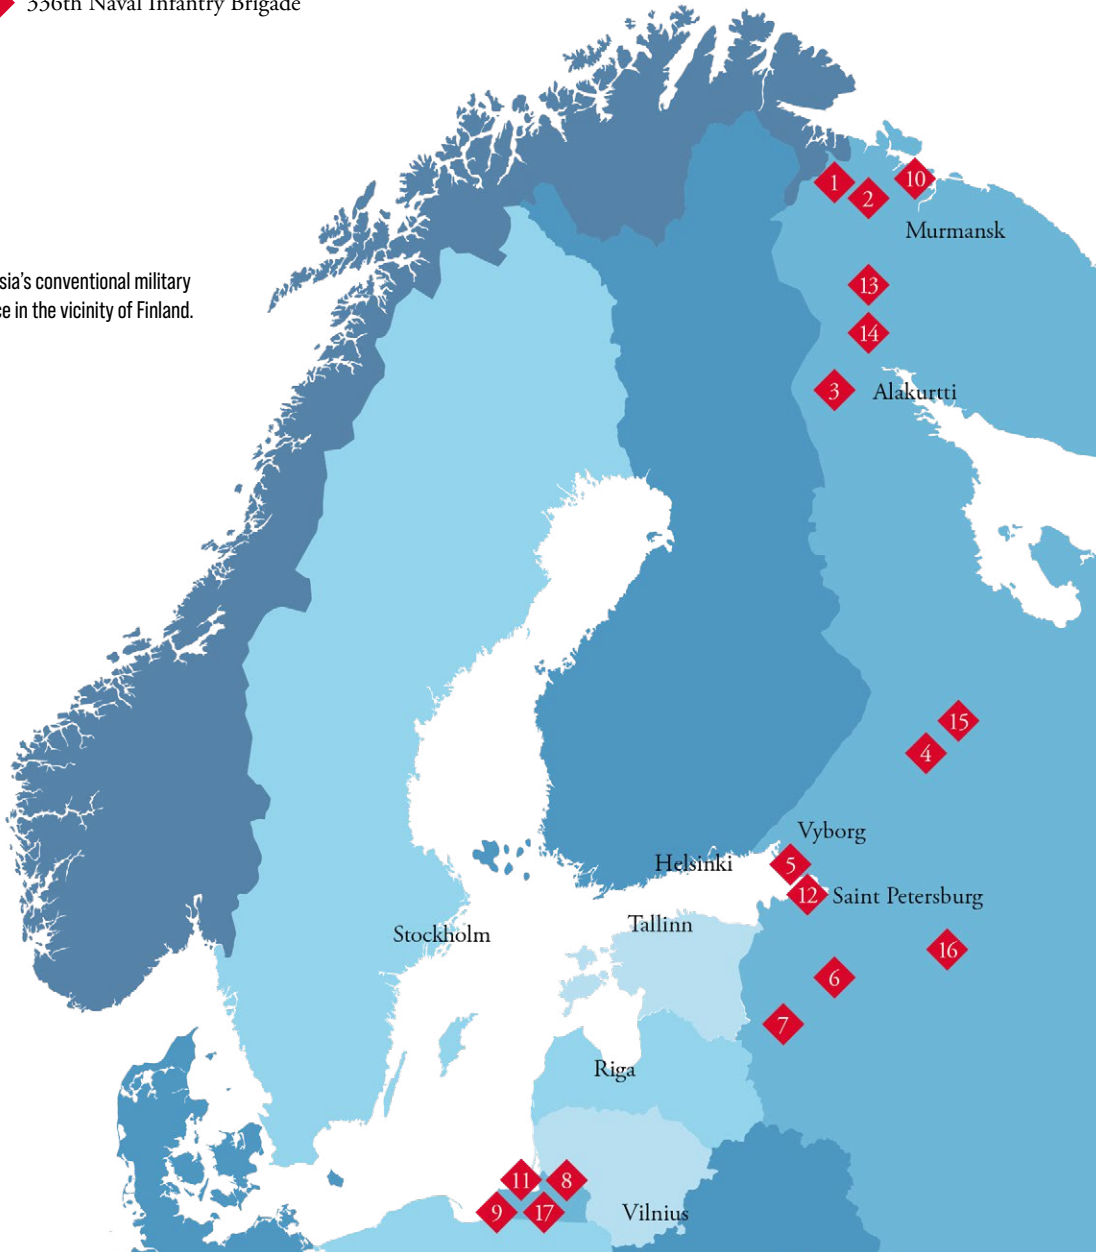 336th Naval Infantry Brigade
1
10
2
Murmansk
sia's conventional military
13
ce in the vicinity of Finland.
14
3
Alakurtti
15
4
Vyborg
Helsinki
5
12
Saint Petersburg
Tallinn
Stockholm
16
6
7
Riga
11
8
9
17
Vilnius